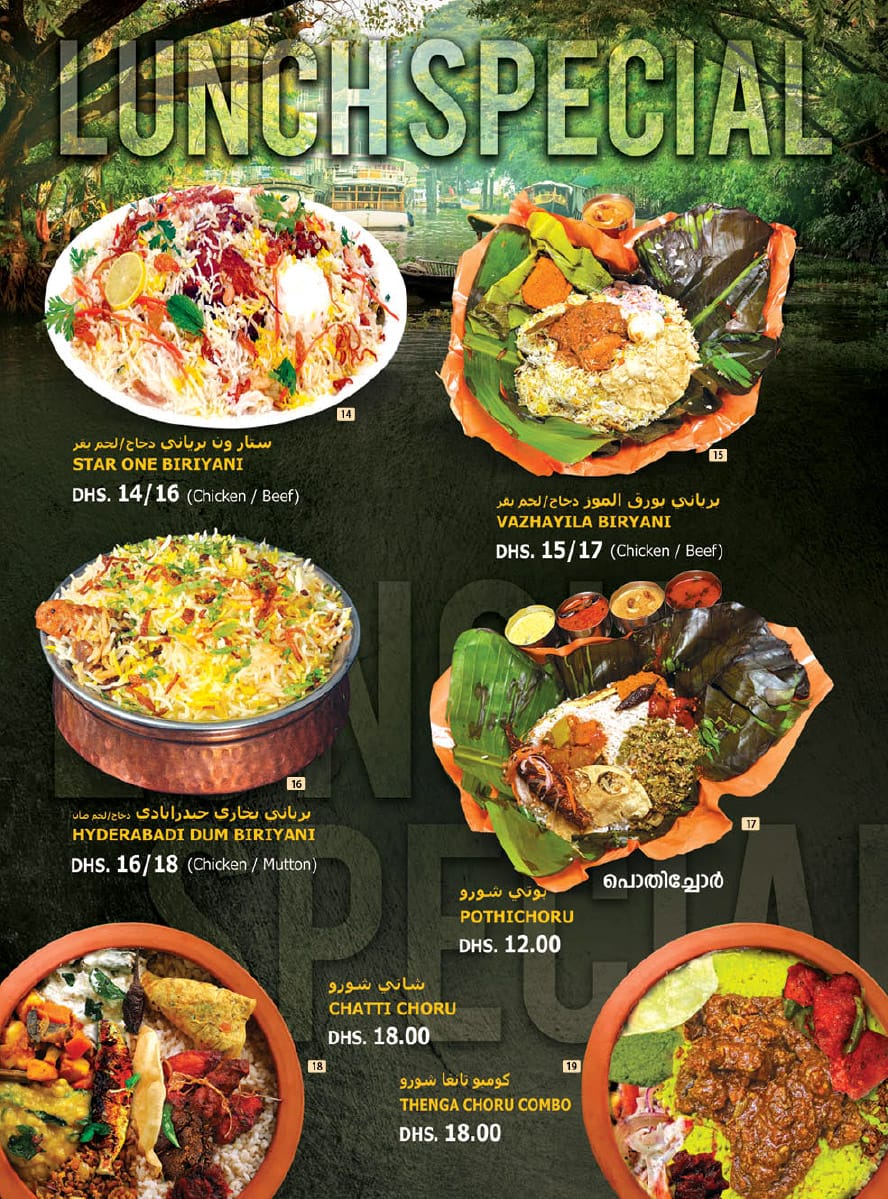 LUNCH SPECIAL
14
ستار ون برياني دجاج/لحم بقر
STAR ONE BIRIYANI
DHS. 14/16 (Chicken / Beef)
15
برياني بورق الموز دجاج/لحم بقر
VAZHAYILA BIRYANI
DHS. 15/17 (Chicken / Beef)
16
برياني بخاري حيدرابادي دجاج/لحم ضان
HYDERABADI DUM BIRIYANI
DHS. 16/18 (Chicken / Mutton)
17
بوتي شورو
പൊതിച്ചോർ
POTHICHORU
DHS. 12.00
شاتي شورو
CHATTI CHORU
DHS. 18.00
18
19
كومبو تانغا شورو
THENGA CHORU COMBO
DHS. 18.00
LUNCH
SPECIAL